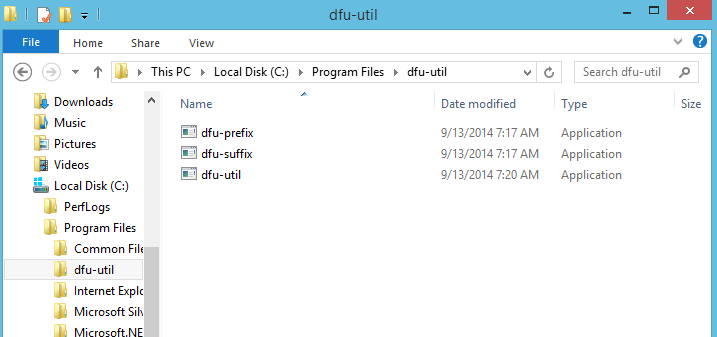 dfu-util
File Home Share View
This PC Local Disk (C:) Program Files dfu-util Search dfu-util
Downloads
Music
Pictures
Videos
Local Disk (C:)
PerfLogs
Program Files
Common File
dfu-util
Internet Explo
Microsoft Silv
Microsoft.NE
Name Date modified Type Size
dfu-prefix 9/13/2014 7:17 AM Application
dfu-suffix 9/13/2014 7:17 AM Application
dfu-util 9/13/2014 7:20 AM Application